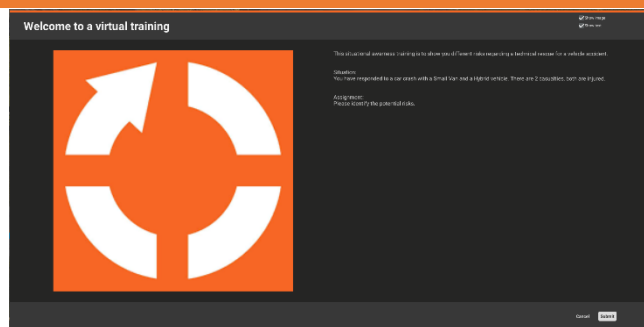 Welcome to a virtual training
Show image
Show text
This situational awareness training is to show you different risks regarding a technical rescue for a vehicle accident.
Situation:
You have responded to a car crash with a Small Van and a Hybrid vehicle. There are 2 casualties, both are injured.
Assignment:
Please identify the potential risks.
Cancel
Submit